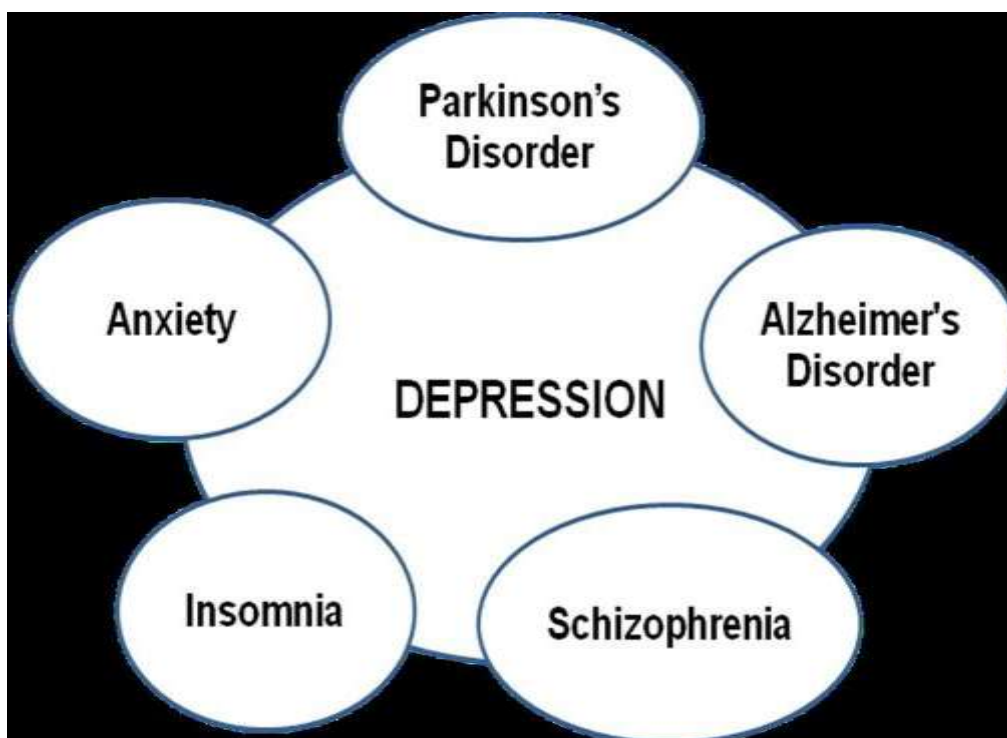 Parkinson’s
Disorder
Anxiety
Alzheimer's
Disorder
DEPRESSION
Insomnia
Schizophrenia